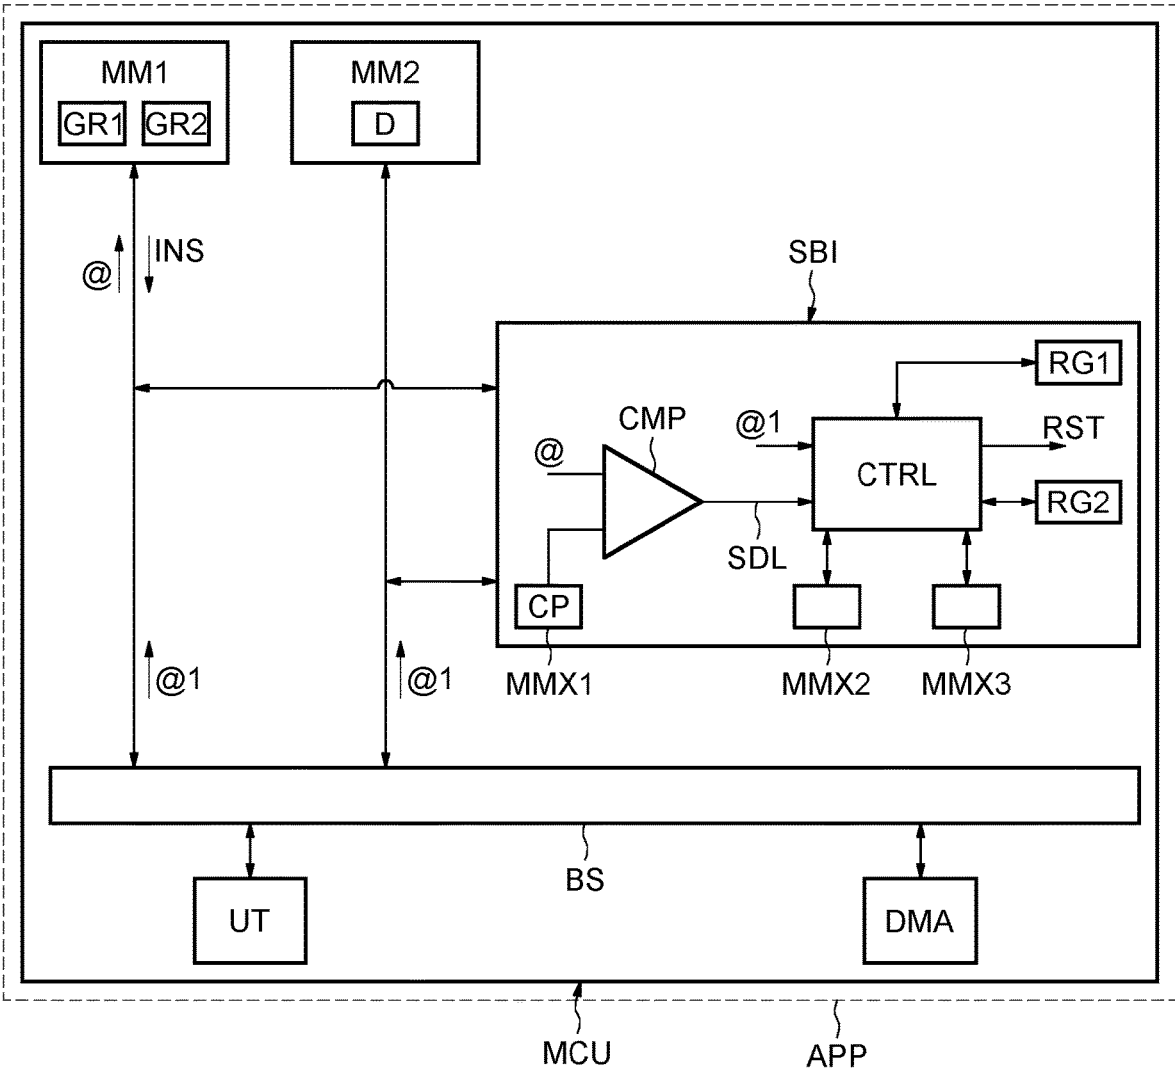 MM1
MM2
GR1
GR2
D
INS
@
SBI
RG1
CMP
@1
RST
@
CTRL
RG2
SDL
CP
@1
@1
MMX1
MMX2
MMX3
BS
UT
DMA
MCU
APP